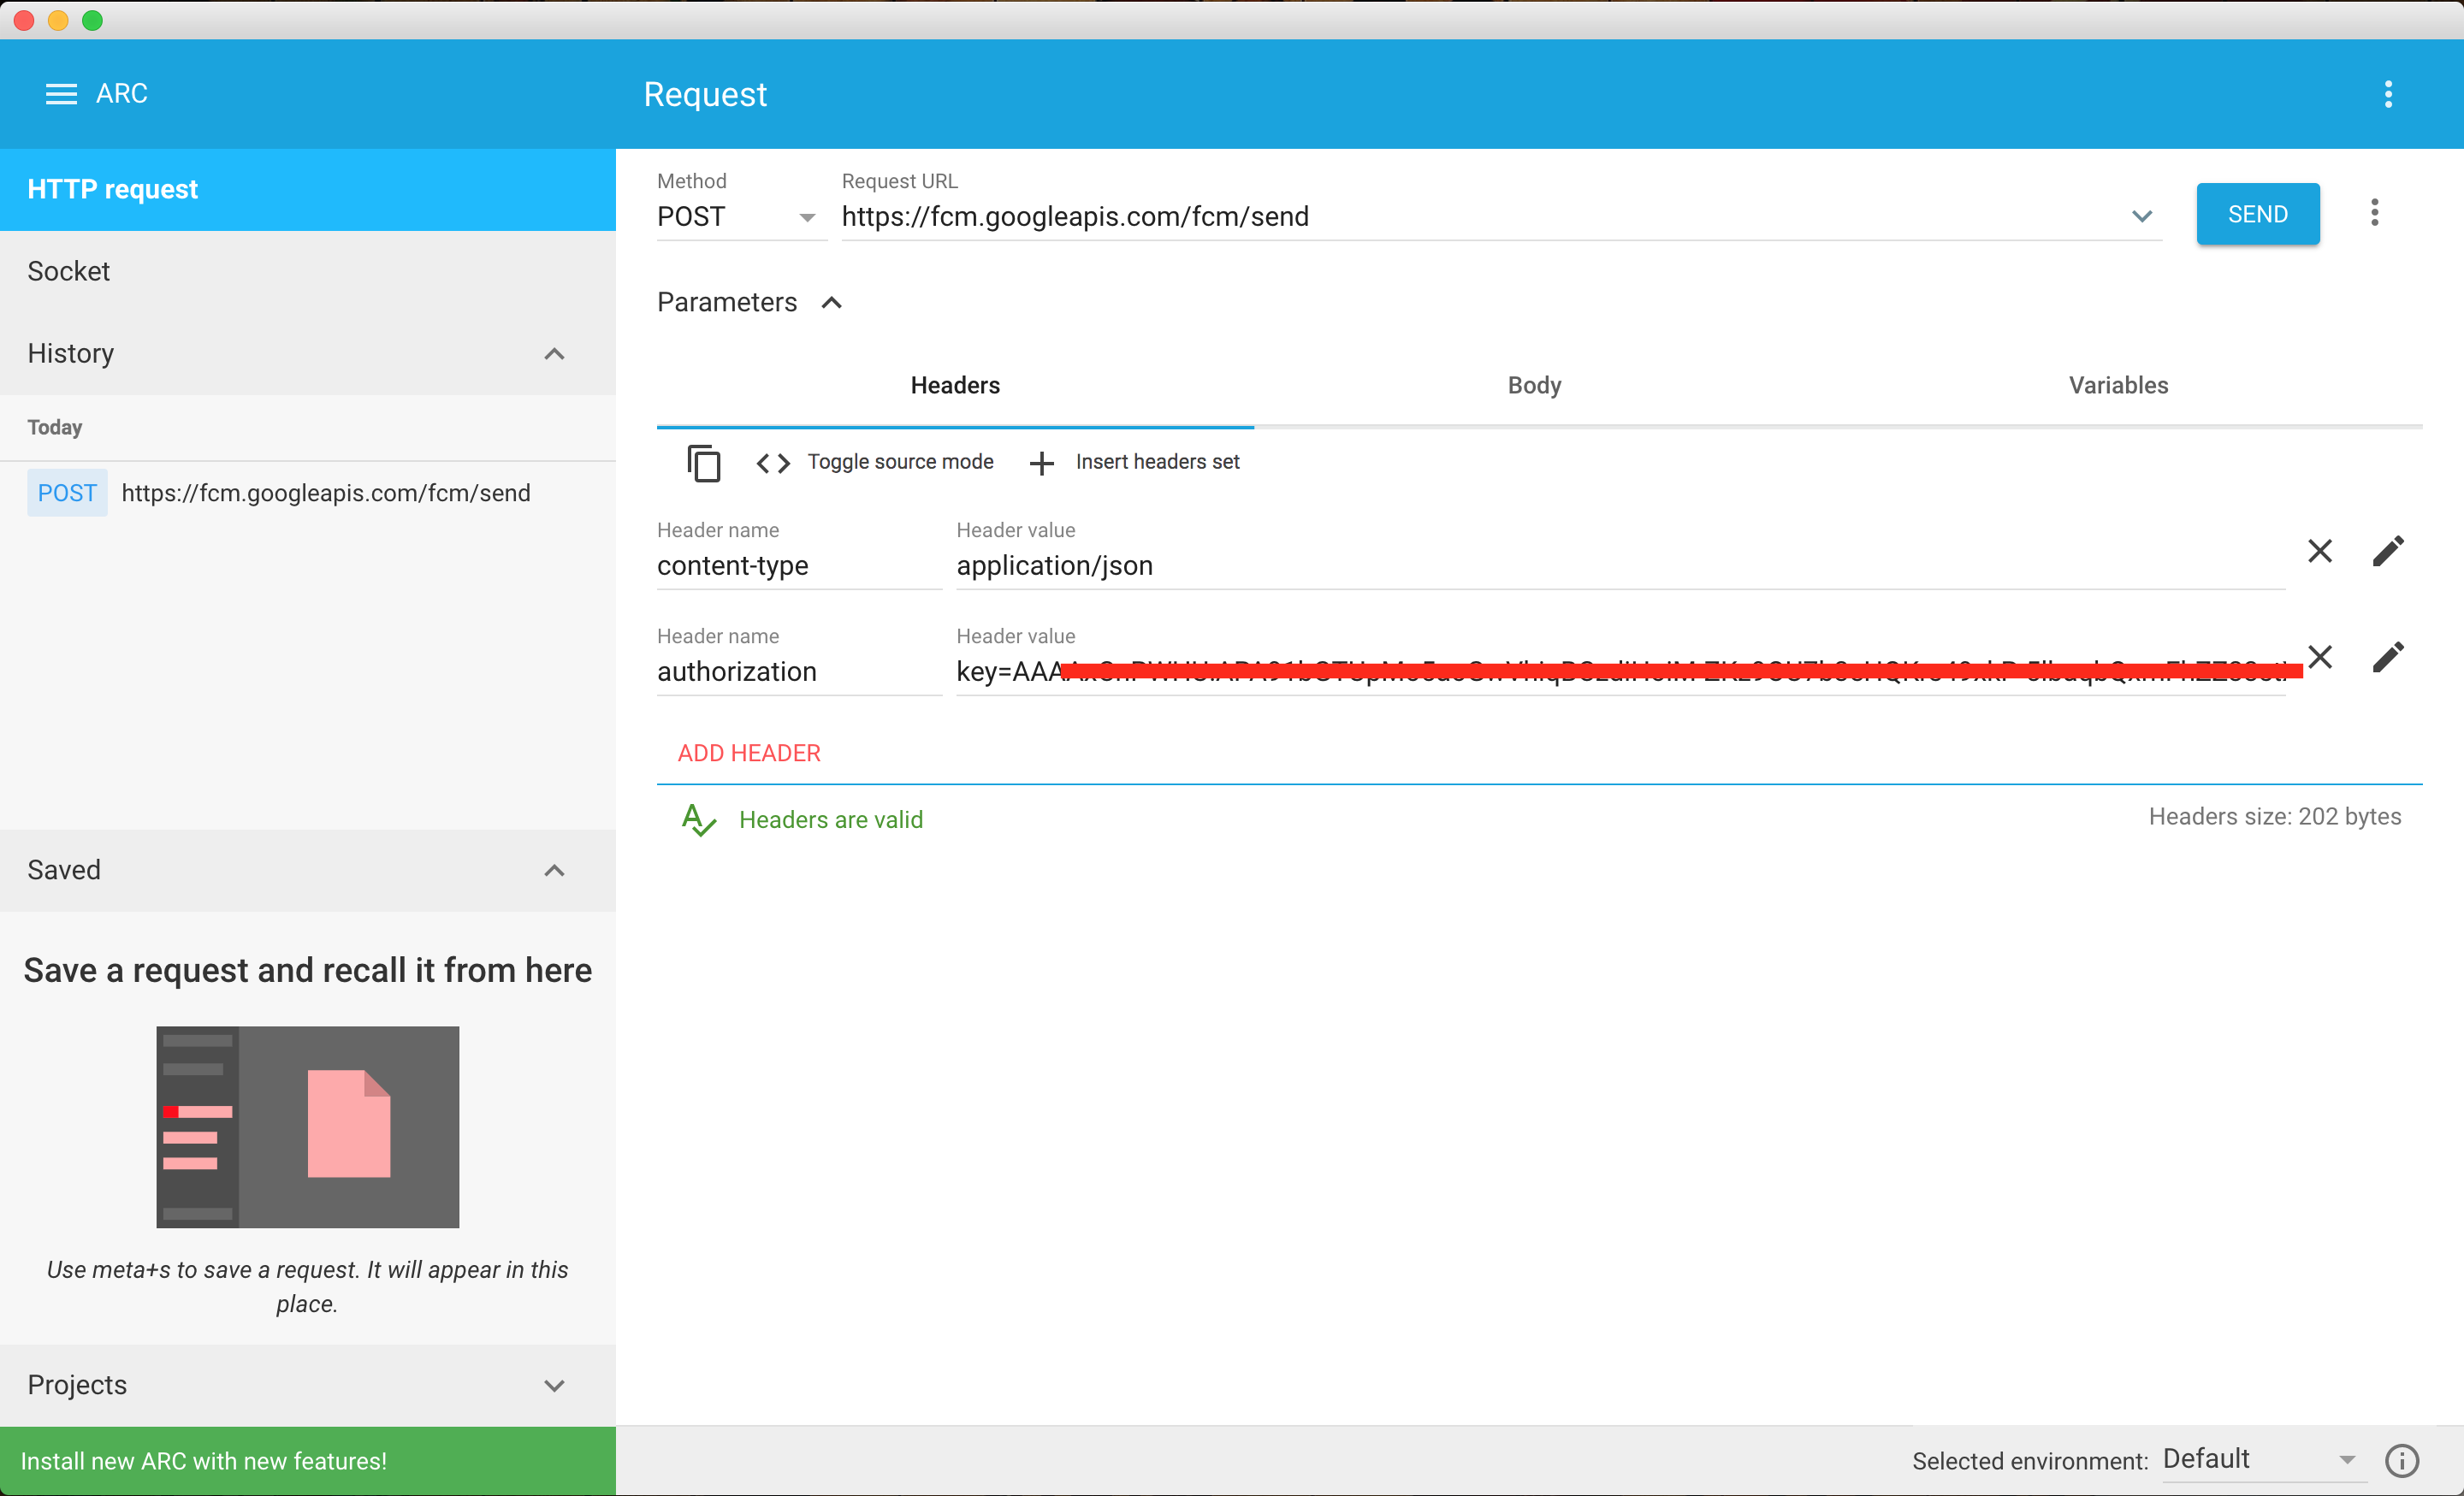 ARC
Request
HTTP request
Socket
History
Today
POST https://fcm.googleapis.com/fcm/send
Saved
Save a request and recall it from here
Use meta+s to save a request. It will appear in this
place.
Projects
Install new ARC with new features!
Method
POST
Request URL
https://fcm.googleapis.com/fcm/send
SEND
Parameters
Headers Body Variables
Toggle source mode Insert headers set
Header name Header value
content-type application/json
Header name Header value
authorization key=AAA
ADD HEADER
Headers are valid
Headers size: 202 bytes
Selected environment: Default